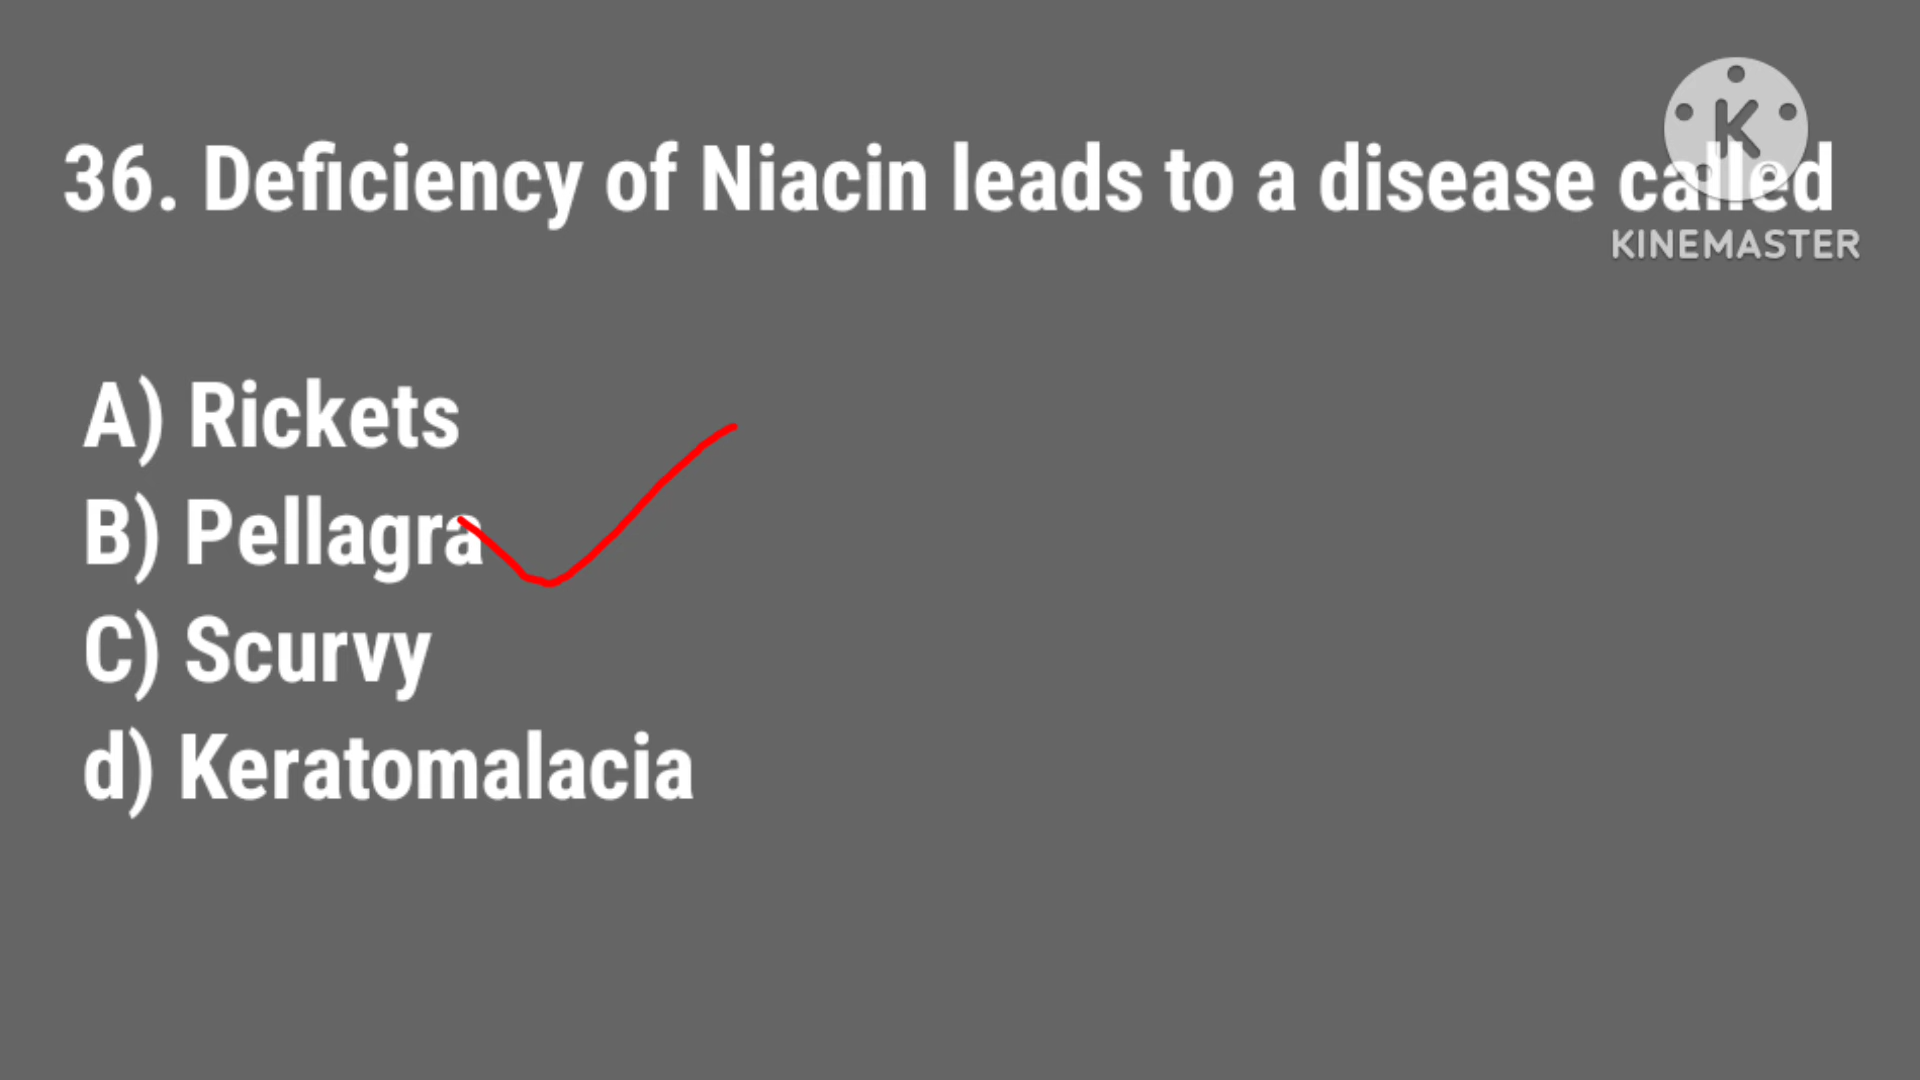 36. Deficiency of Niacin leads to a disease called
K
KINEMASTER
A) Rickets
B) Pellagra
C) Scurvy
d) Keratomalacia